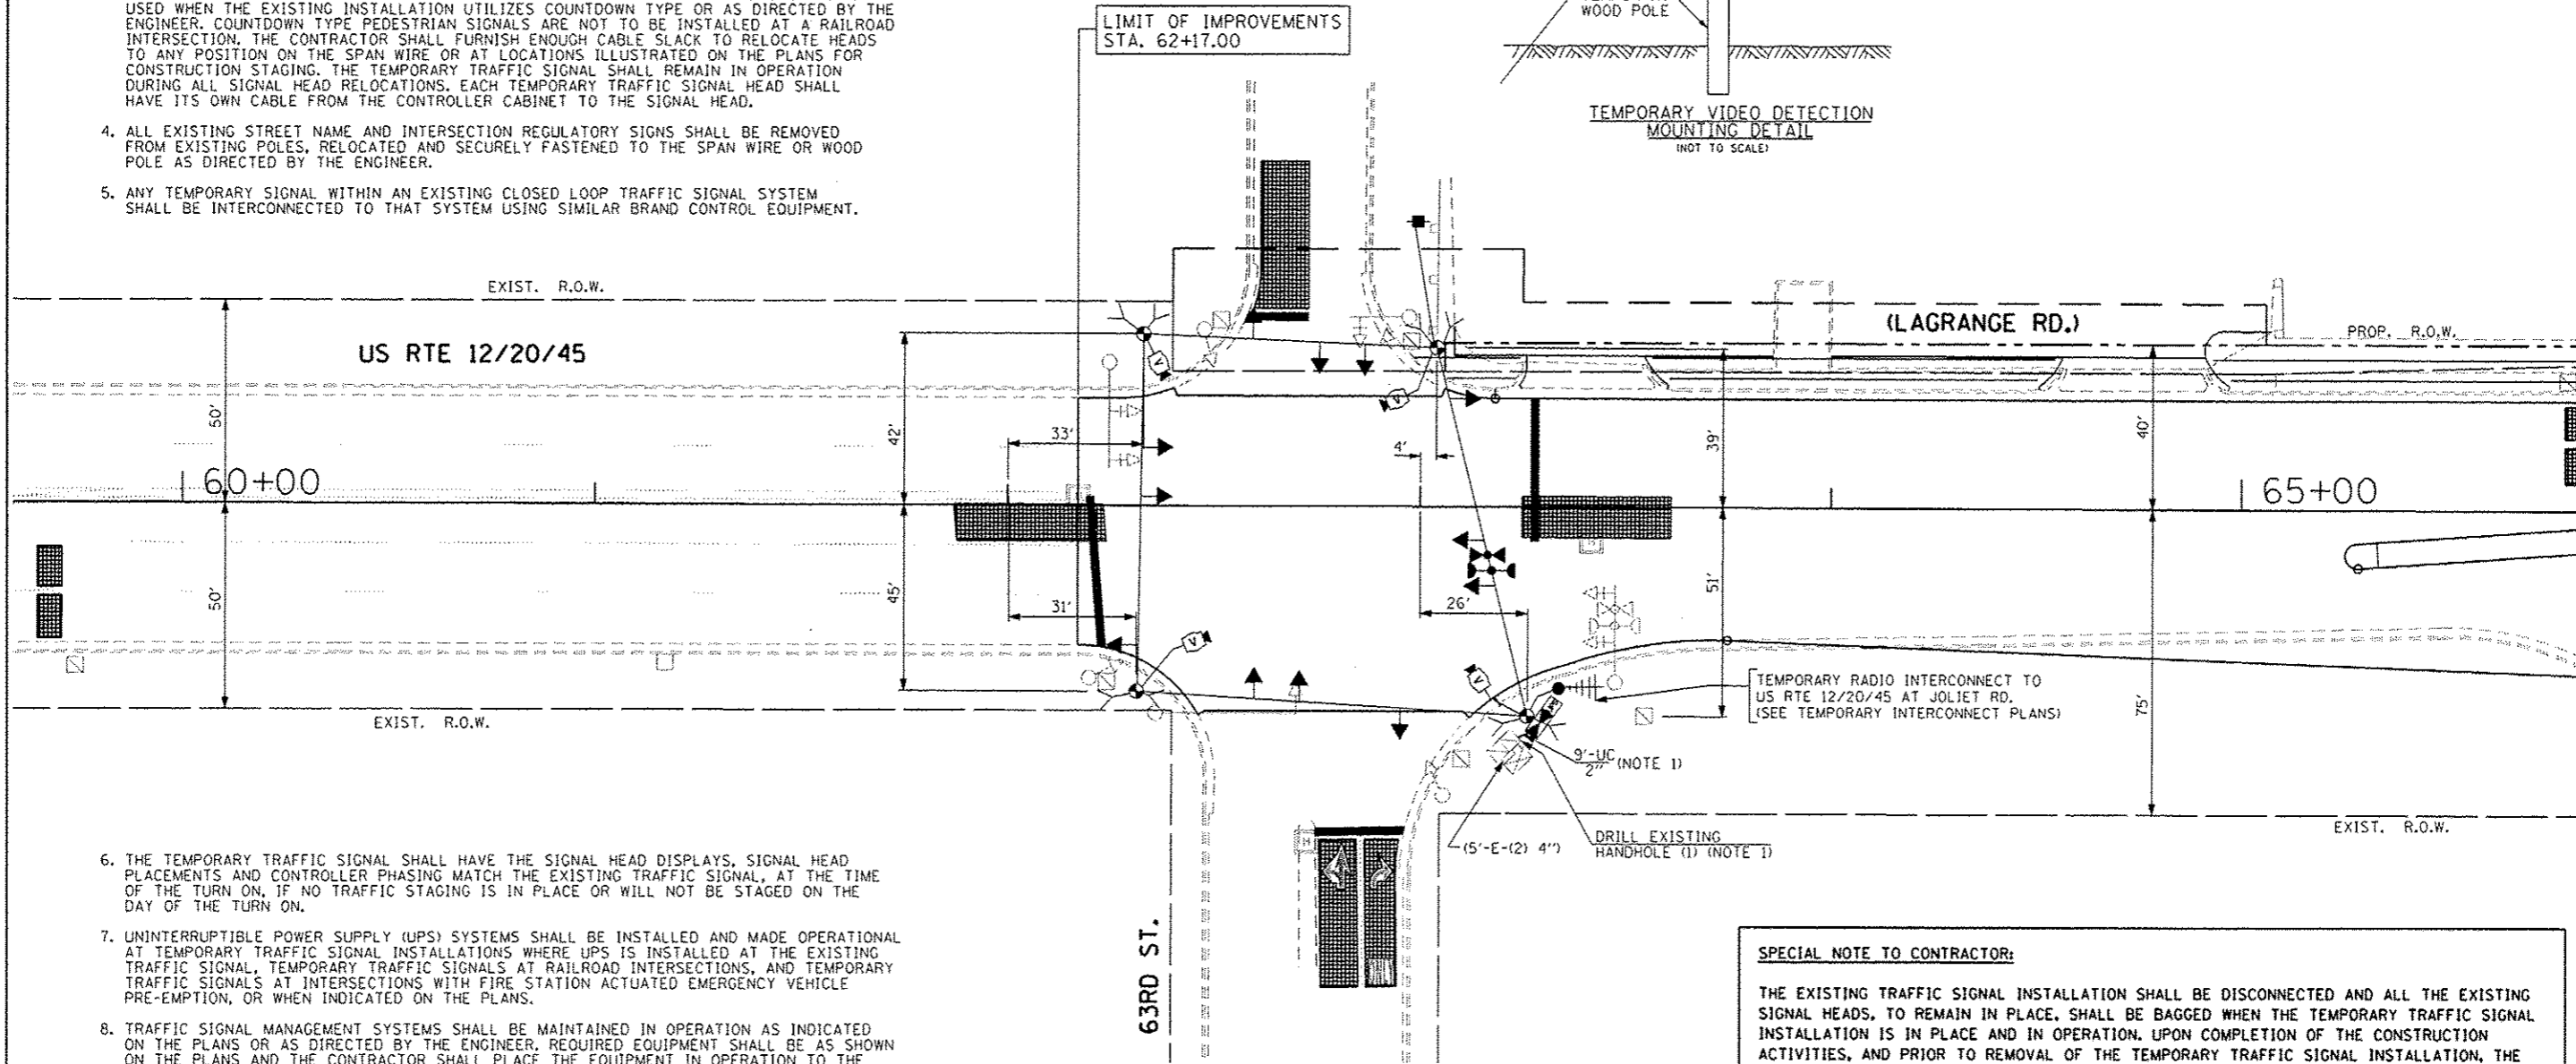 USED WHEN THE EXISTING INSTALLATION UTILIZES COUNTDOWN TYPE OR AS DIRECTED BY THE
ENGINEER. COUNTDOWN TYPE PEDESTRIAN SIGNALS ARE NOT TO BE INSTALLED AT A RAILROAD
INTERSECTION. THE CONTRACTOR SHALL FURNISH ENOUGH CABLE SLACK TO RELOCATE HEADS
TO ANY POSITION ON THE SPAN WIRE OR AT LOCATIONS ILLUSTRATED ON THE PLANS FOR
CONSTRUCTION STAGING. THE TEMPORARY TRAFFIC SIGNAL SHALL REMAIN IN OPERATION
DURING ALL SIGNAL HEAD RELOCATIONS. EACH TEMPORARY TRAFFIC SIGNAL HEAD SHALL
HAVE ITS OWN CABLE FROM THE CONTROLLER CABINET TO THE SIGNAL HEAD.
4. ALL EXISTING STREET NAME AND INTERSECTION REGULATORY SIGNS SHALL BE REMOVED
FROM EXISTING POLES, RELOCATED AND SECURELY FASTENED TO THE SPAN WIRE OR WOOD
POLE AS DIRECTED BY THE ENGINEER.
5. ANY TEMPORARY SIGNAL WITHIN AN EXISTING CLOSED LOOP TRAFFIC SIGNAL SYSTEM
SHALL BE INTERCONNECTED TO THAT SYSTEM USING SIMILAR BRAND CONTROL EQUIPMENT.
LIMIT OF IMPROVEMENTS
STA. 62+17.00
WOOD POLE
TEMPORARY VIDEO DETECTION
MOUNTING DETAIL
(NOT TO SCALE)
EXIST. R.O.W.
US RTE 12/20/45
(LAGRANGE RD.)
PROP. R.O.W.
50'
42'
33'
4'
39'
40'
60+00
65+00
50'
45'
31'
26'
51'
75'
V
V
V
V
EXIST. R.O.W.
TEMPORARY RADIO INTERCONNECT TO
US RTE 12/20/45 AT JOLIET RD.
(SEE TEMPORARY INTERCONNECT PLANS)
9'-UC
2" (NOTE 1)
(5'-E-(2) 4")
DRILL EXISTING
HANDHOLE (1) (NOTE 1)
EXIST. R.O.W.
H
63RD ST.
6. THE TEMPORARY TRAFFIC SIGNAL SHALL HAVE THE SIGNAL HEAD DISPLAYS, SIGNAL HEAD
PLACEMENTS AND CONTROLLER PHASING MATCH THE EXISTING TRAFFIC SIGNAL, AT THE TIME
OF THE TURN ON, IF NO TRAFFIC STAGING IS IN PLACE OR WILL NOT BE STAGED ON THE
DAY OF THE TURN ON.
7. UNINTERRUPTIBLE POWER SUPPLY (UPS) SYSTEMS SHALL BE INSTALLED AND MADE OPERATIONAL
AT TEMPORARY TRAFFIC SIGNAL INSTALLATIONS WHERE UPS IS INSTALLED AT THE EXISTING
TRAFFIC SIGNAL, TEMPORARY TRAFFIC SIGNALS AT RAILROAD INTERSECTIONS, AND TEMPORARY
TRAFFIC SIGNALS AT INTERSECTIONS WITH FIRE STATION ACTUATED EMERGENCY VEHICLE
PRE-EMPTION, OR WHEN INDICATED ON THE PLANS.
8. TRAFFIC SIGNAL MANAGEMENT SYSTEMS SHALL BE MAINTAINED IN OPERATION AS INDICATED
ON THE PLANS OR AS DIRECTED BY THE ENGINEER. REQUIRED EQUIPMENT SHALL BE AS SHOWN
ON THE PLANS AND THE CONTRACTOR SHALL PLACE THE EQUIPMENT IN OPERATION TO THE
SPECIAL NOTE TO CONTRACTOR:
THE EXISTING TRAFFIC SIGNAL INSTALLATION SHALL BE DISCONNECTED AND ALL THE EXISTING
SIGNAL HEADS, TO REMAIN IN PLACE, SHALL BE BAGGED WHEN THE TEMPORARY TRAFFIC SIGNAL
INSTALLATION IS IN PLACE AND IN OPERATION. UPON COMPLETION OF THE CONSTRUCTION
ACTIVITIES, AND PRIOR TO REMOVAL OF THE TEMPORARY TRAFFIC SIGNAL INSTALLATION, THE